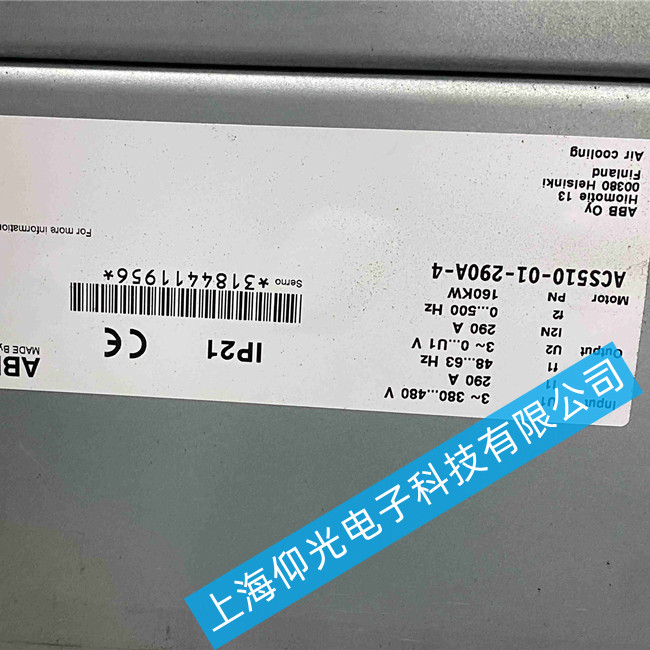 ABB Oy
Hiomotie 13
00380 Helsinki
Finland
Air cooling
For more information
ACS510-01-290A-4
Serno *3184411956*
Input U1 3~ 380...480 V
I1 290 A
f1 48...63 Hz
Output U2 3~ 0...U1 V
I2N 290 A
f2 0...500 Hz
Motor PN 160KW
IP21
CE
MADE By
上海仰光电子科技有限公司